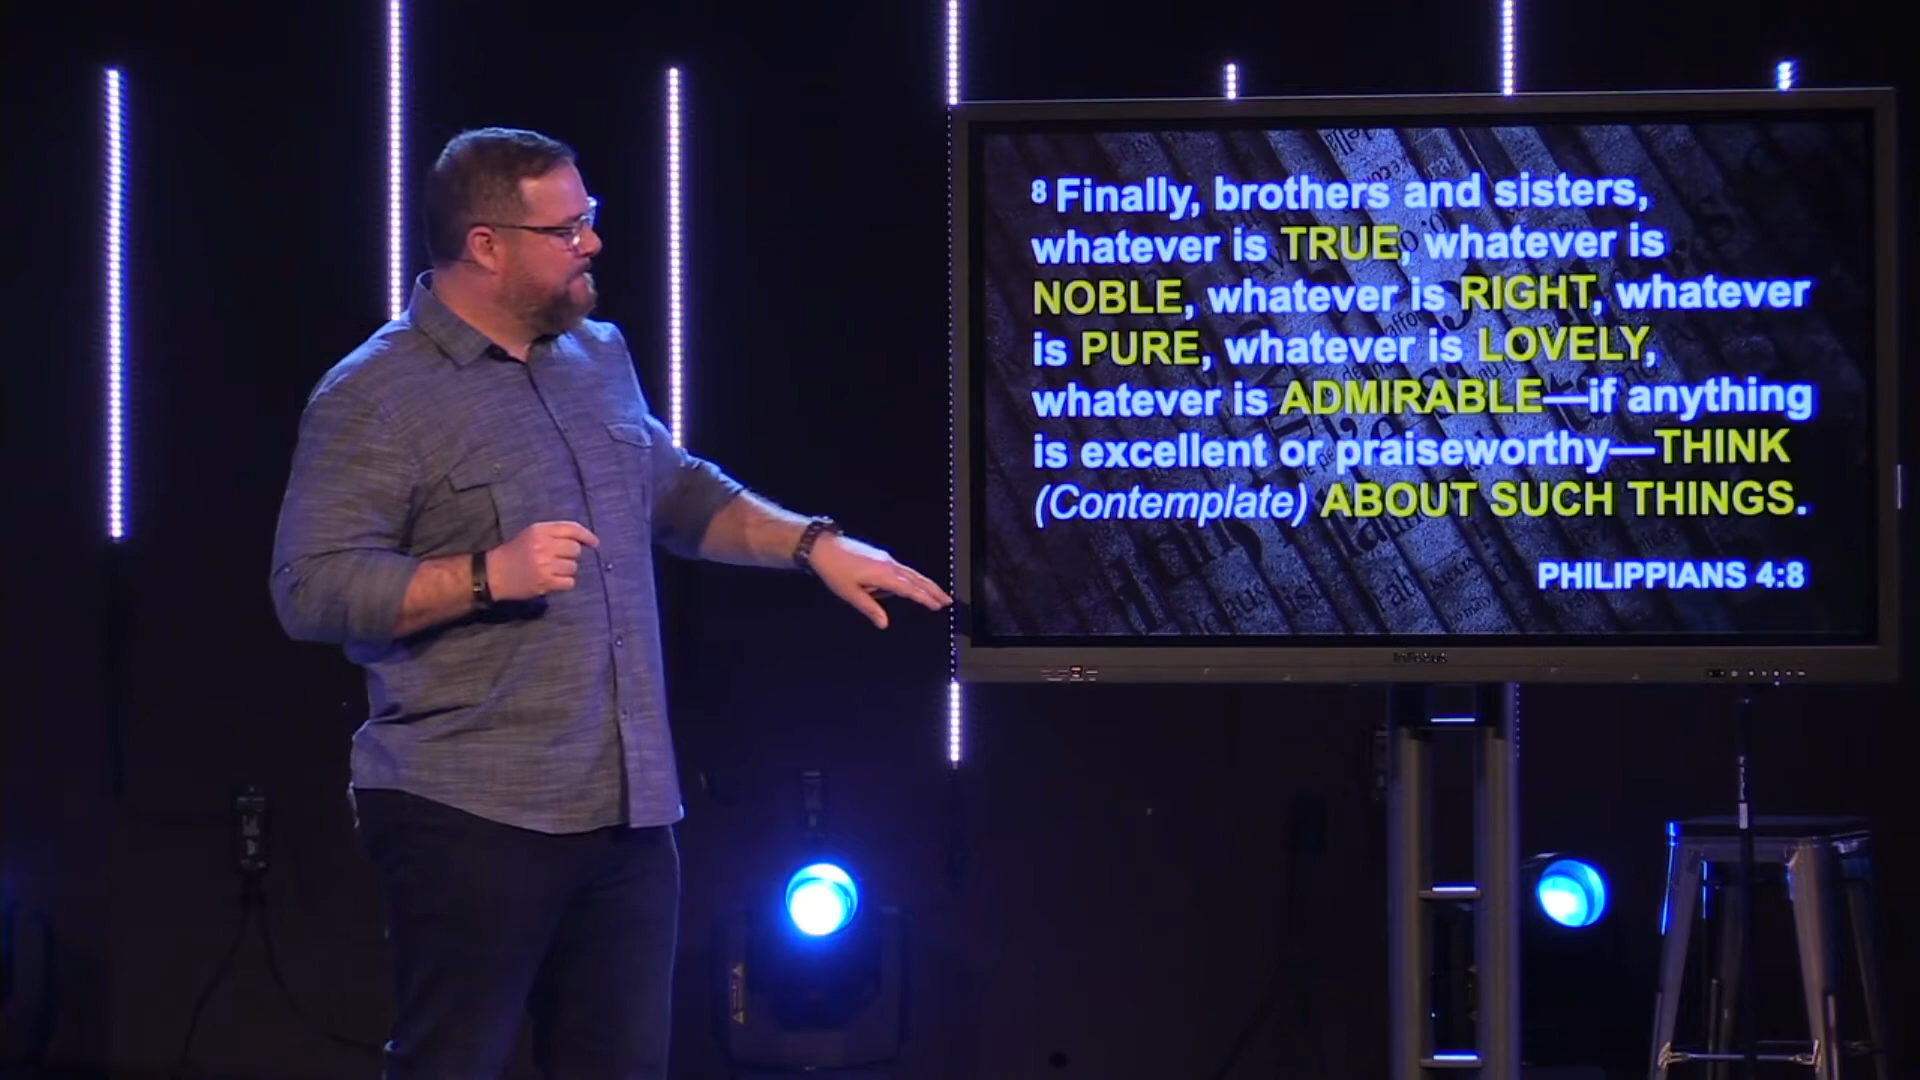 8 Finally, brothers and sisters,
whatever is TRUE, whatever is
NOBLE, whatever is RIGHT, whatever
is PURE, whatever is LOVELY,
whatever is ADMIRABLE—if anything
is excellent or praiseworthy—THINK
(Contemplate) ABOUT SUCH THINGS.
PHILIPPIANS 4:8
InFocus